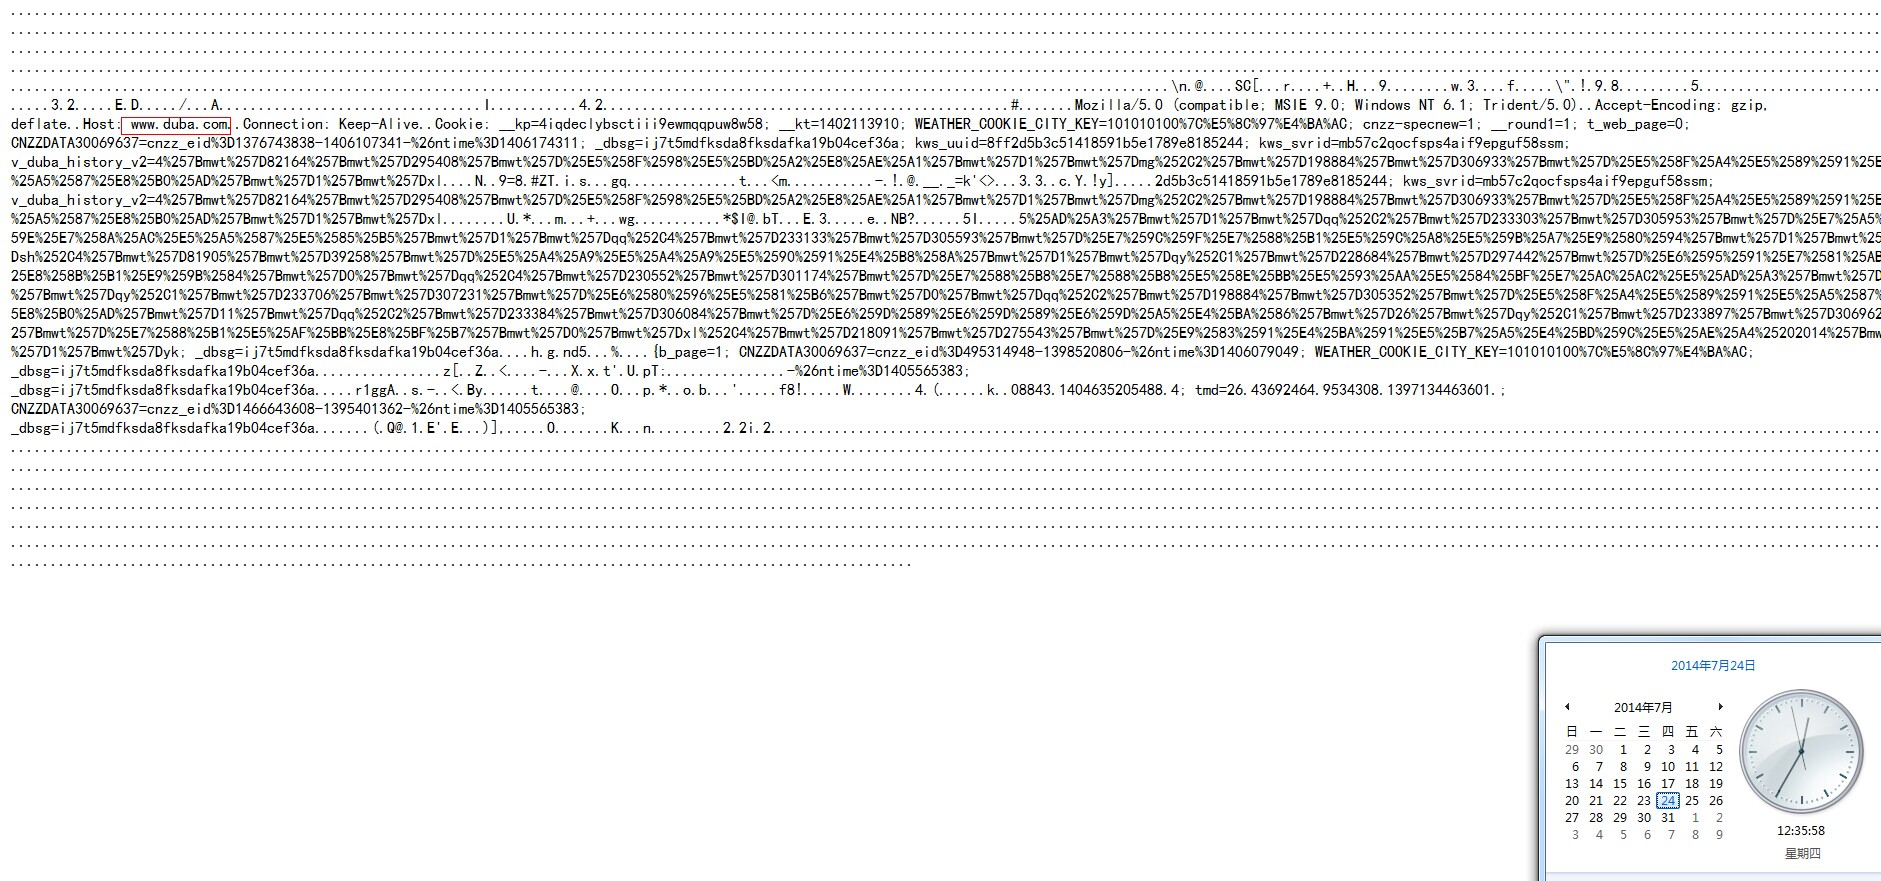 \n.@....SC[...r....+..H...9........w.3....f.....\".!.9.8.........5
.....3.2.....E.D...../...A.................................I...........4.2...................................................#.......Mozilla/5.0 (compatible; MSIE 9.0; Windows NT 6.1; Trident/5.0)..Accept-Encoding: gzip,
deflate..Host: www.duba.com..Connection: Keep-Alive..Cookie: __kp=4iqdeclybsctiii9ewmqqpuw8w58; __kt=1402113910; WEATHER_COOKIE_CITY_KEY=101010100%7C%E5%8C%97%E4%BA%AC; cnzz-specnew=1; __round1=1; t_web_page=0;
CNZZDATA30069637=cnzz_eid%3D1376743838-1406107341-%26ntime%3D1406174311; _dbsg=ij7t5mdfksda8fksdafka19b04cef36a; kws_uuid=8ff2d5b3c51418591b5e1789e8185244; kws_svrid=mb57c2qocfsps4aif9epguf58ssm;
v_duba_history_v2=4%257Bmwt%257D82164%257Bmwt%257D295408%257Bmwt%257D%25E5%258F%2598%25E5%25BD%25A2%25E8%25AE%25A1%257Bmwt%257D1%257Bmwt%257Dmg%252C2%257Bmwt%257D198884%257Bmwt%257D306933%257Bmwt%257D%25E5%258F%25A4%25E5%2589%2591%25E
%25A5%2587%25E8%25B0%25AD%257Bmwt%257D1%257Bmwt%257Dxl....N..9=8.#ZT.i.s...gq..............t...<m...........-.!.@.__._=k'<>...3.3..c.Y.!y].....2d5b3c51418591b5e1789e8185244; kws_svrid=mb57c2qocfsps4aif9epguf58ssm;
v_duba_history_v2=4%257Bmwt%257D82164%257Bmwt%257D295408%257Bmwt%257D%25E5%258F%2598%25E5%25BD%25A2%25E8%25AE%25A1%257Bmwt%257D1%257Bmwt%257Dmg%252C2%257Bmwt%257D198884%257Bmwt%257D306933%257Bmwt%257D%25E5%258F%25A4%25E5%2589%2591%25E
%25A5%2587%25E8%25B0%25AD%257Bmwt%257D1%257Bmwt%257Dxl........U.*...m...+...wg...........*$I@.bT...E.3.....e..NB?......5I.....5%25AD%25A3%257Bmwt%257D1%257Bmwt%257Dqq%252C2%257Bmwt%257D233303%257Bmwt%257D305953%257Bmwt%257D%25E7%25A5%
59E%25E7%258A%25AC%25E5%25A5%2587%25E5%2585%25B5%257Bmwt%257D1%257Bmwt%257Dqq%252C4%257Bmwt%257D233133%257Bmwt%257D305593%257Bmwt%257D%25E7%259C%259F%25E7%2588%25B1%25E5%259C%25A8%25E5%259B%25A7%25E9%2580%2594%257Bmwt%257D1%257Bmwt%25
Dsh%252C4%257Bmwt%257D81905%257Bmwt%257D39258%257Bmwt%257D%25E5%25A4%25A9%25E5%25A4%25A9%25E5%2590%2591%25E4%25B8%258A%257Bmwt%257D1%257Bmwt%257Dqy%252C1%257Bmwt%257D228684%257Bmwt%257D297442%257Bmwt%257D%25E6%2595%2591%25E7%2581%25AB
25E8%258B%25B1%25E9%259B%2584%257Bmwt%257D0%257Bmwt%257Dqq%252C4%257Bmwt%257D230552%257Bmwt%257D301174%257Bmwt%257D%25E7%2588%25B8%25E7%2588%25B8%25E5%258E%25BB%25E5%2593%25AA%25E5%2584%25BF%25E7%25AC%25AC2%25E5%25AD%25A3%257Bmwt%257D
%257Bmwt%257Dqy%252C1%257Bmwt%257D233706%257Bmwt%257D307231%257Bmwt%257D%25E6%2580%2596%25E5%2581%25B6%257Bmwt%257D0%257Bmwt%257Dqq%252C2%257Bmwt%257D198884%257Bmwt%257D305352%257Bmwt%257D%25E5%258F%25A4%25E5%2589%2591%25E5%25A5%2587%
5E8%25B0%25AD%257Bmwt%257D11%257Bmwt%257Dqq%252C2%257Bmwt%257D233384%257Bmwt%257D306084%257Bmwt%257D%25E6%259D%2589%25E6%259D%2589%25E6%259D%25A5%25E4%25BA%2586%257Bmwt%257D26%257Bmwt%257Dqy%252C1%257Bmwt%257D233897%257Bmwt%257D306962
257Bmwt%257D%25E7%2588%25B1%25E5%25AF%25BB%25E8%25BF%25B7%257Bmwt%257D0%257Bmwt%257Dxl%252C4%257Bmwt%257D218091%257Bmwt%257D275543%257Bmwt%257D%25E9%2583%2591%25E4%25BA%2591%25E5%25B7%25A5%25E4%25BD%259C%25E5%25AE%25A4%25202014%257Bmw
%257D1%257Bmwt%257Dyk; _dbsg=ij7t5mdfksda8fksdafka19b04cef36a....h.g.nd5...%....{b_page=1; CNZZDATA30069637=cnzz_eid%3D495314948-1398520806-%26ntime%3D1406079049; WEATHER_COOKIE_CITY_KEY=101010100%7C%E5%8C%97%E4%BA%AC;
_dbsg=ij7t5mdfksda8fksdafka19b04cef36a................z[..Z..<....-...X.x.t'.U.pT:...............-%26ntime%3D1405565383;
_dbsg=ij7t5mdfksda8fksdafka19b04cef36a.....r1ggA..s.-..<.By......t....@....O...p.*..o.b...'.....f8!.....W........4.(......k..08843.1404635205488.4; tmd=26.43692464.9534308.1397134463601.;
CNZZDATA30069637=cnzz_eid%3D1466643608-1395401362-%26ntime%3D1405565383;
_dbsg=ij7t5mdfksda8fksdafka19b04cef36a.......(.Q@.1.E'.E...)],.....O.......K...n.........2.2i.2.....
2014年7月24日
2014年7月
日 一 二 三 四 五 六
29 30 1 2 3 4 5
6 7 8 9 10 11 12
13 14 15 16 17 18 19
20 21 22 23 24 25 26
27 28 29 30 31 1 2
3 4 5 6 7 8 9
12:35:58
星期四